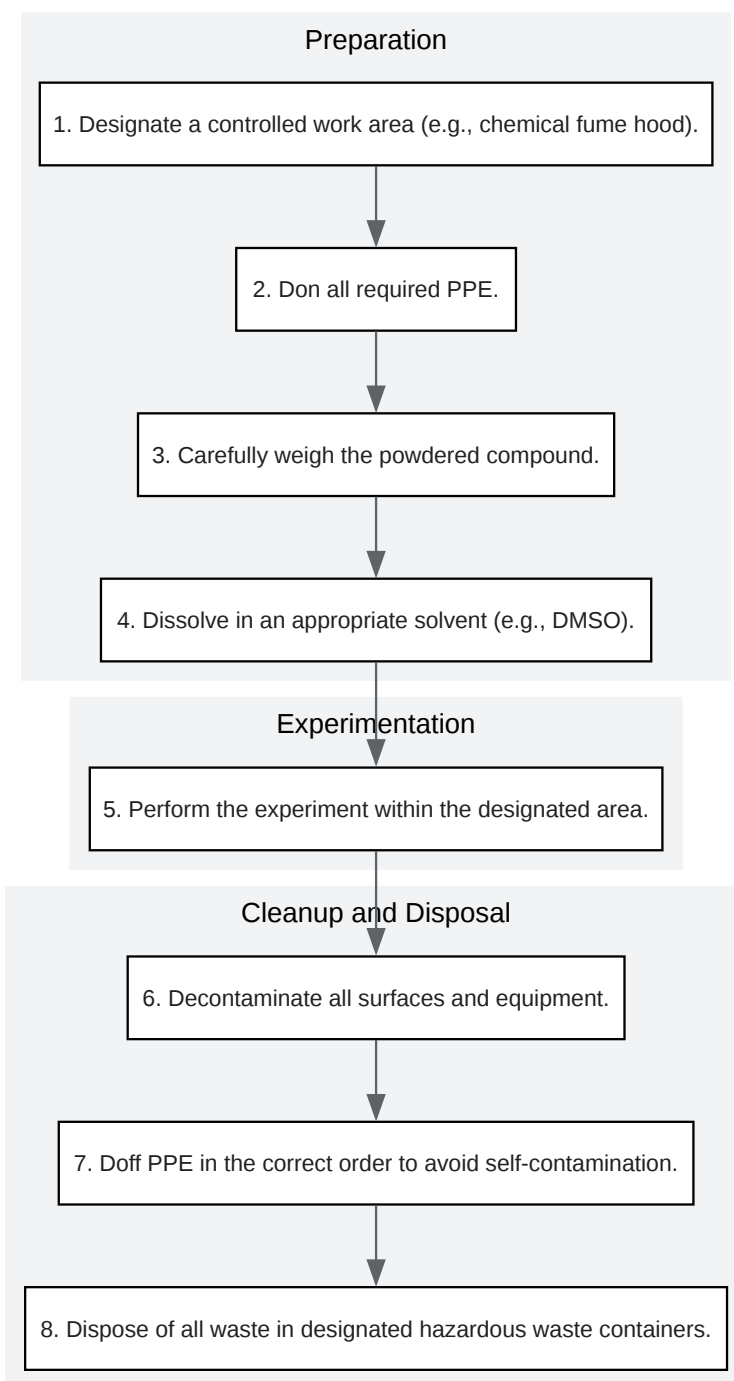 Preparation
1. Designate a controlled work area (e.g., chemical fume hood).
2. Don all required PPE.
3. Carefully weigh the powdered compound.
4. Dissolve in an appropriate solvent (e.g., DMSO).
Experimentation
5. Perform the experiment within the designated area.
Cleanup and Disposal
6. Decontaminate all surfaces and equipment.
7. Doff PPE in the correct order to avoid self-contamination.
8. Dispose of all waste in designated hazardous waste containers.